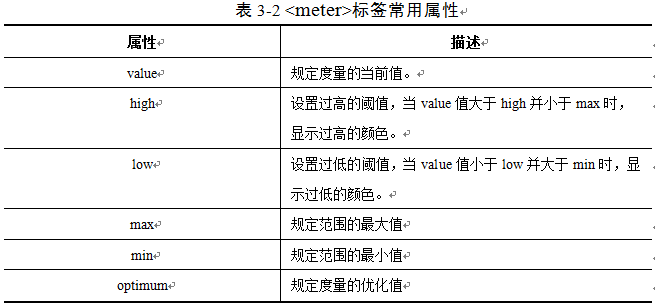 表 3-2 <meter>标签常用属性
属性 描述
value 规定度量的当前值。
high 设置过高的阈值，当 value 值大于 high 并小于 max 时，
显示过高的颜色。
low 设置过低的阈值，当 value 值小于 low 并大于 min 时，显
示过低的颜色。
max 规定范围的最大值
min 规定范围的最小值
optimum 规定度量的优化值